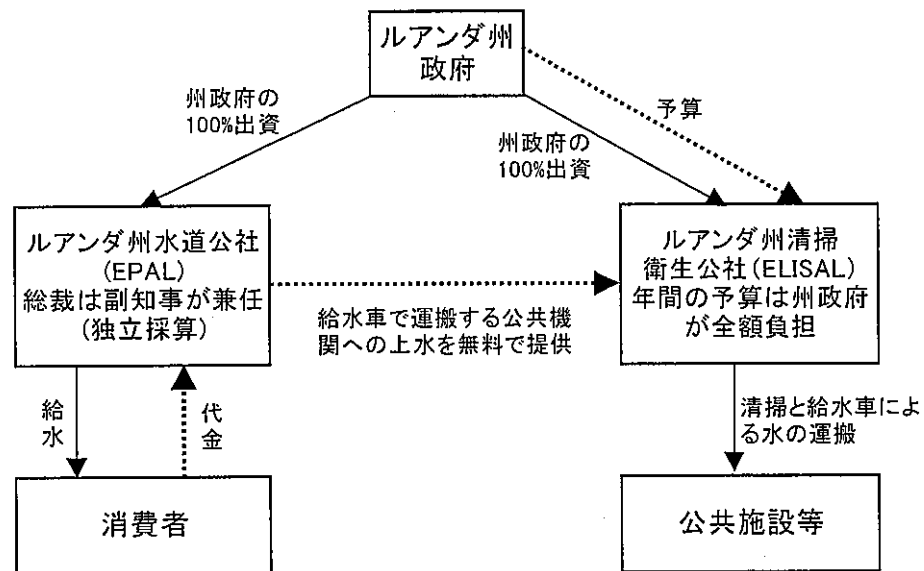 ルアンダ州
政府
州政府の
100%出資
州政府の
100%出資
予算
ルアンダ州水道公社
(EPAL)
総裁は副知事が兼任
(独立採算)
ルアンダ州清掃
衛生公社(ELISAL)
年間の予算は州政府
が全額負担
給水車で運搬する公共機
関への上水を無料で提供
給水
代金
清掃と給水車によ
る水の運搬
消費者
公共施設等